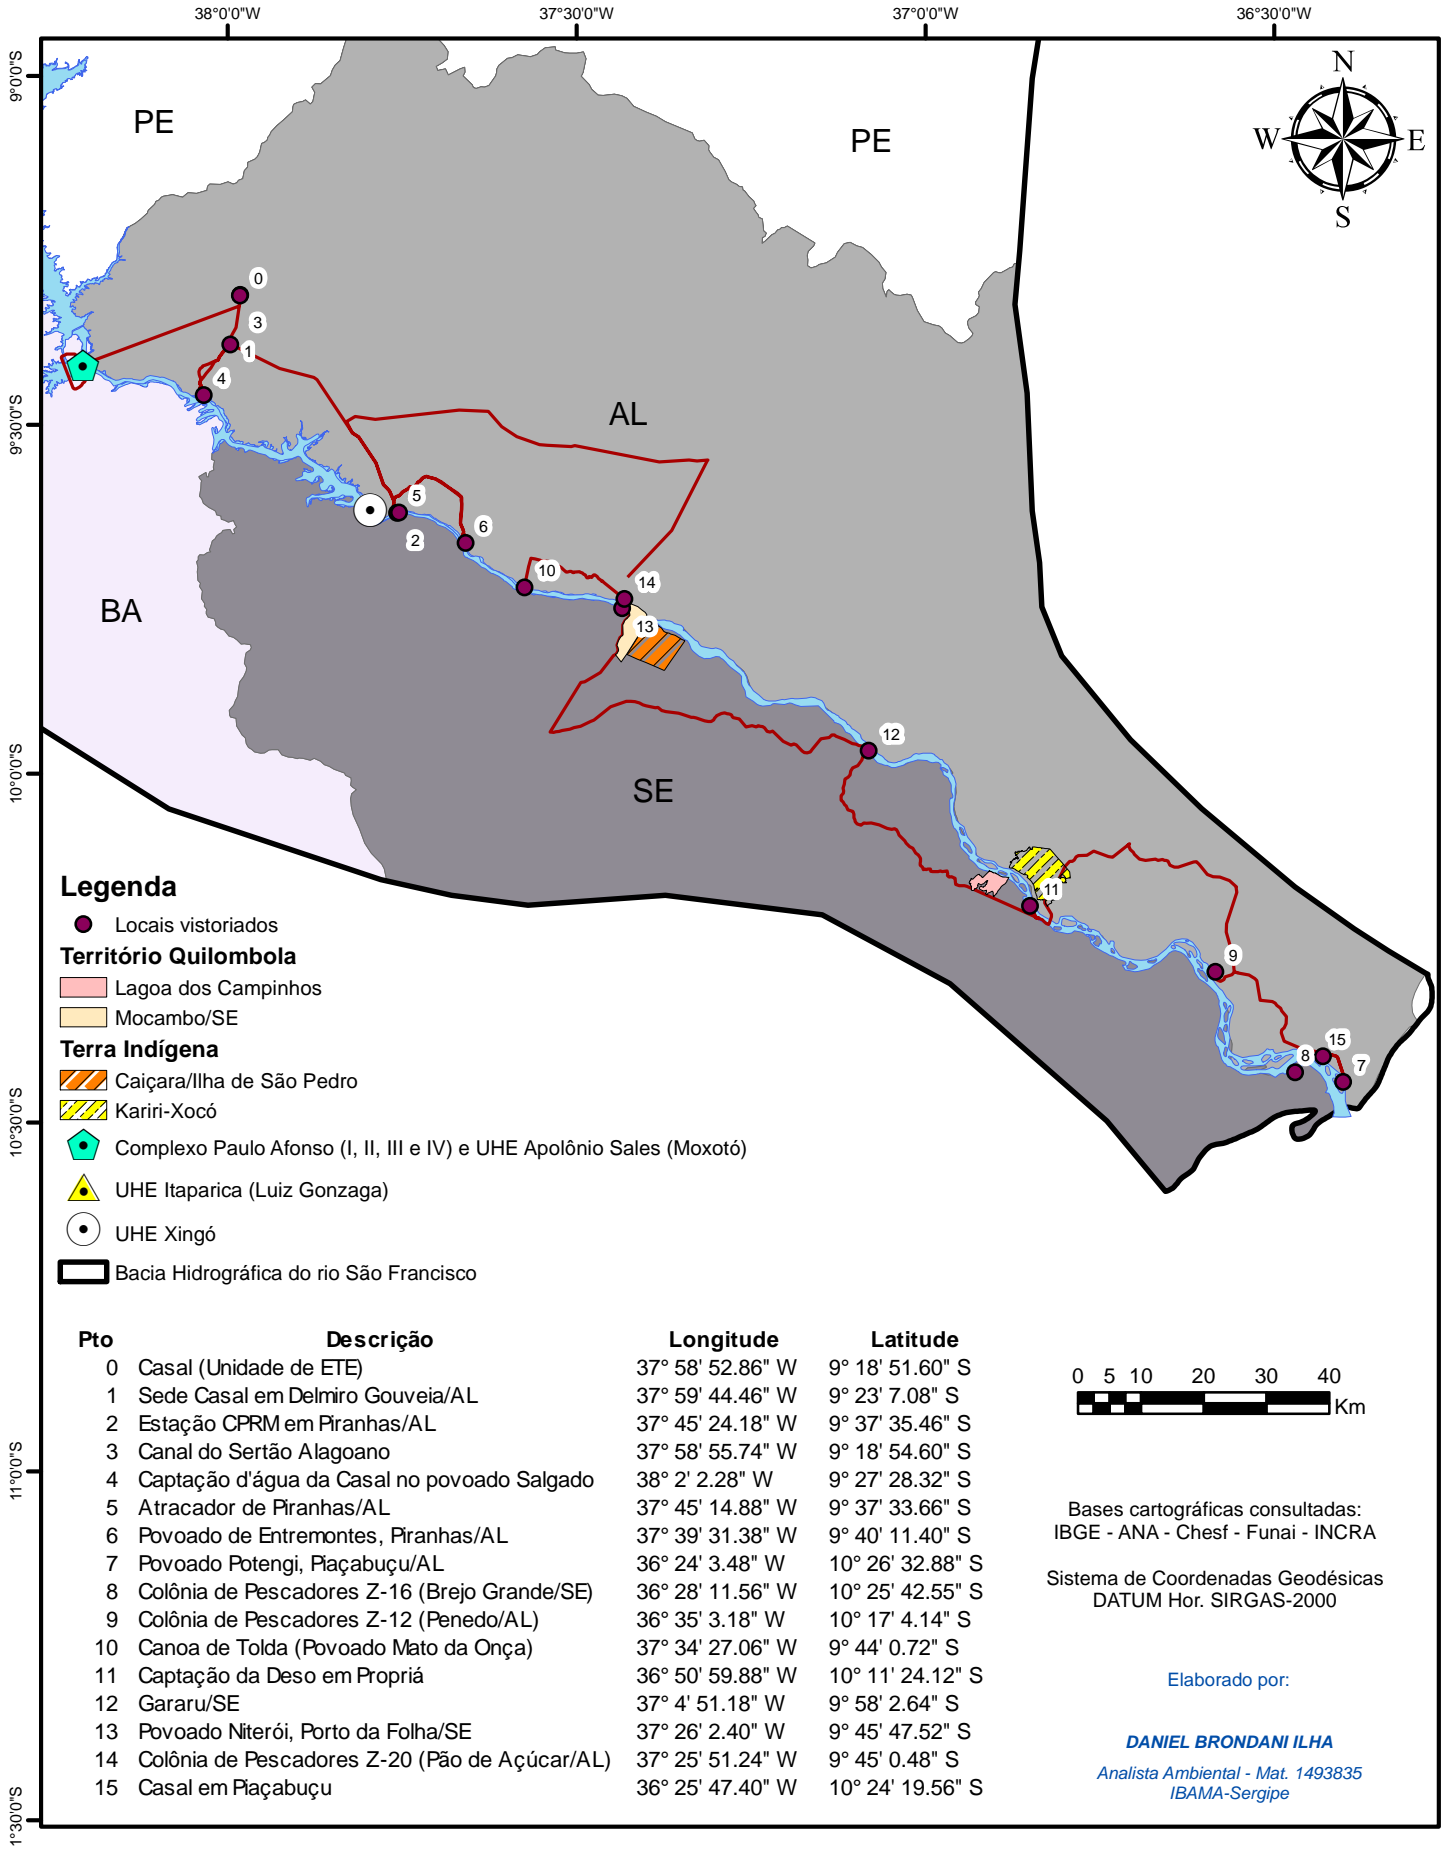 38°0'0"W 37°30'0"W 37°0'0"W 36°30'0"W
9°0'0"S
9°30'0"S
10°0'0"S
10°30'0"S
11°0'0"S
1°30'0"S
N
W E
S
PE
PE
AL
BA
SE
0
3
1
4
5
2
6
10
14
13
12
11
9
15
8
7
Legenda
Locais vistoriados
Território Quilombola
Lagoa dos Campinhos
Mocambo/SE
Terra Indígena
Caiçara/Ilha de São Pedro
Kariri-Xocó
Complexo Paulo Afonso (I, II, III e IV) e UHE Apolônio Sales (Moxotó)
UHE Itaparica (Luiz Gonzaga)
UHE Xingó
Bacia Hidrográfica do rio São Francisco
Pto Descrição Longitude Latitude
0 Casal (Unidade de ETE) 37° 58' 52.86" W 9° 18' 51.60" S
1 Sede Casal em Delmiro Gouveia/AL 37° 59' 44.46" W 9° 23' 7.08" S
2 Estação CPRM em Piranhas/AL 37° 45' 24.18" W 9° 37' 35.46" S
3 Canal do Sertão Alagoano 37° 58' 55.74" W 9° 18' 54.60" S
4 Captação d'água da Casal no povoado Salgado 38° 2' 2.28" W 9° 27' 28.32" S
5 Atracador de Piranhas/AL 37° 45' 14.88" W 9° 37' 33.66" S
6 Povoado de Entremontes, Piranhas/AL 37° 39' 31.38" W 9° 40' 11.40" S
7 Povoado Potengi, Piaçabuçu/AL 36° 24' 3.48" W 10° 26' 32.88" S
8 Colônia de Pescadores Z-16 (Brejo Grande/SE) 36° 28' 11.56" W 10° 25' 42.55" S
9 Colônia de Pescadores Z-12 (Penedo/AL) 36° 35' 3.18" W 10° 17' 4.14" S
10 Canoa de Tolda (Povoado Mato da Onça) 37° 34' 27.06" W 9° 44' 0.72" S
11 Captação da Deso em Propriá 36° 50' 59.88" W 10° 11' 24.12" S
12 Gararu/SE 37° 4' 51.18" W 9° 58' 2.64" S
13 Povoado Niterói, Porto da Folha/SE 37° 26' 2.40" W 9° 45' 47.52" S
14 Colônia de Pescadores Z-20 (Pão de Açúcar/AL) 37° 25' 51.24" W 9° 45' 0.48" S
15 Casal em Piaçabuçu 36° 25' 47.40" W 10° 24' 19.56" S
0 5 10 20 30 40
Km
Bases cartográficas consultadas:
IBGE - ANA - Chesf - Funai - INCRA
Sistema de Coordenadas Geodésicas
DATUM Hor. SIRGAS-2000
Elaborado por:
DANIEL BRONDANI ILHA
Analista Ambiental - Mat. 1493835
IBAMA-Sergipe